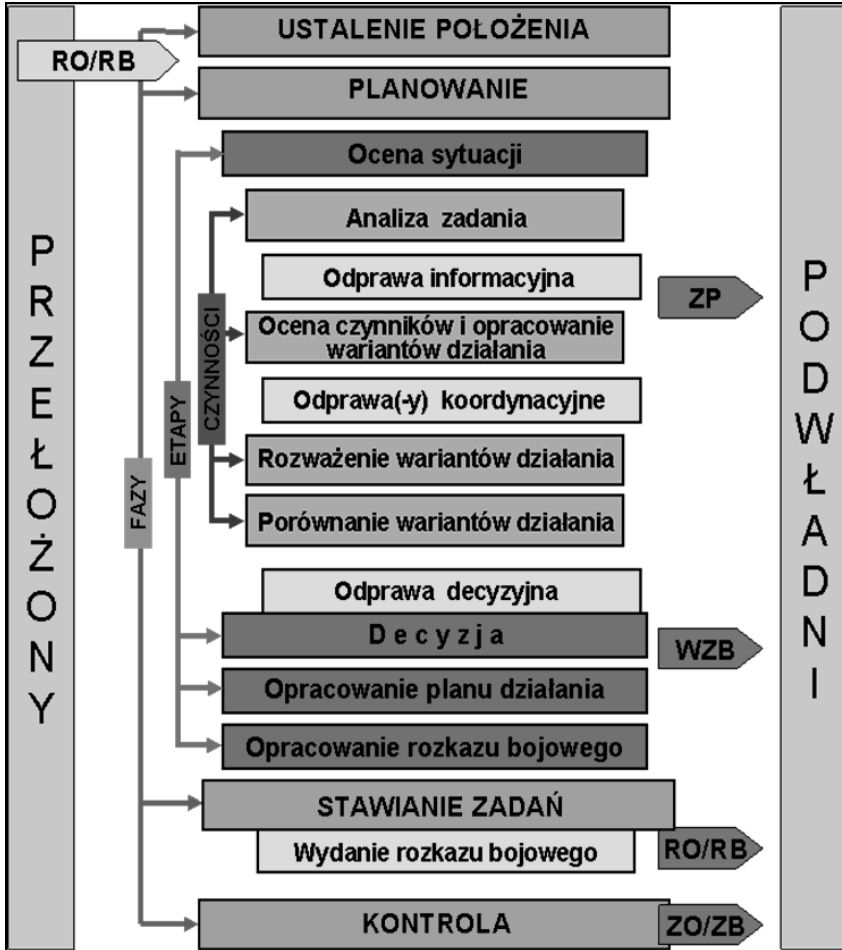 USTALENIE POŁOŻENIA
RO/RB
PLANOWANIE
Ocena sytuacji
Analiza zadania
Odprawa informacyjna
ZP
Ocena czynników i opracowanie
wariantów działania
Odprawa(-y) koordynacyjne
Rozważenie wariantów działania
Porównanie wariantów działania
Odprawa decyzyjna
D e c y z j a
WZB
Opracowanie planu działania
Opracowanie rozkazu bojowego
STAWIANIE ZADAŃ
Wydanie rozkazu bojowego
RO/RB
KONTROLA
ZO/ZB
PRZEŁOŻONY
FAZY
ETAPY
CZYNNOŚCI
PODWŁADNI